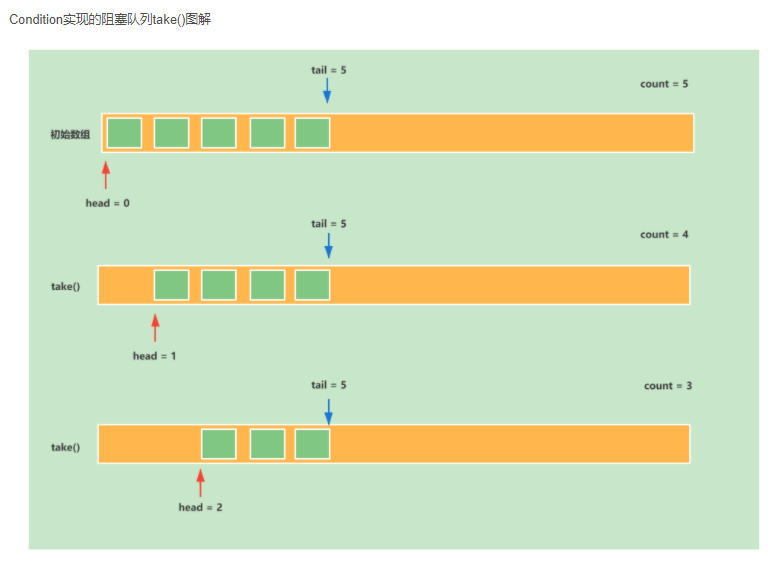 Condition实现的阻塞队列take()图解
tail = 5
count = 5
初始数组
head = 0
tail = 5
count = 4
take()
head = 1
tail = 5
count = 3
take()
head = 2